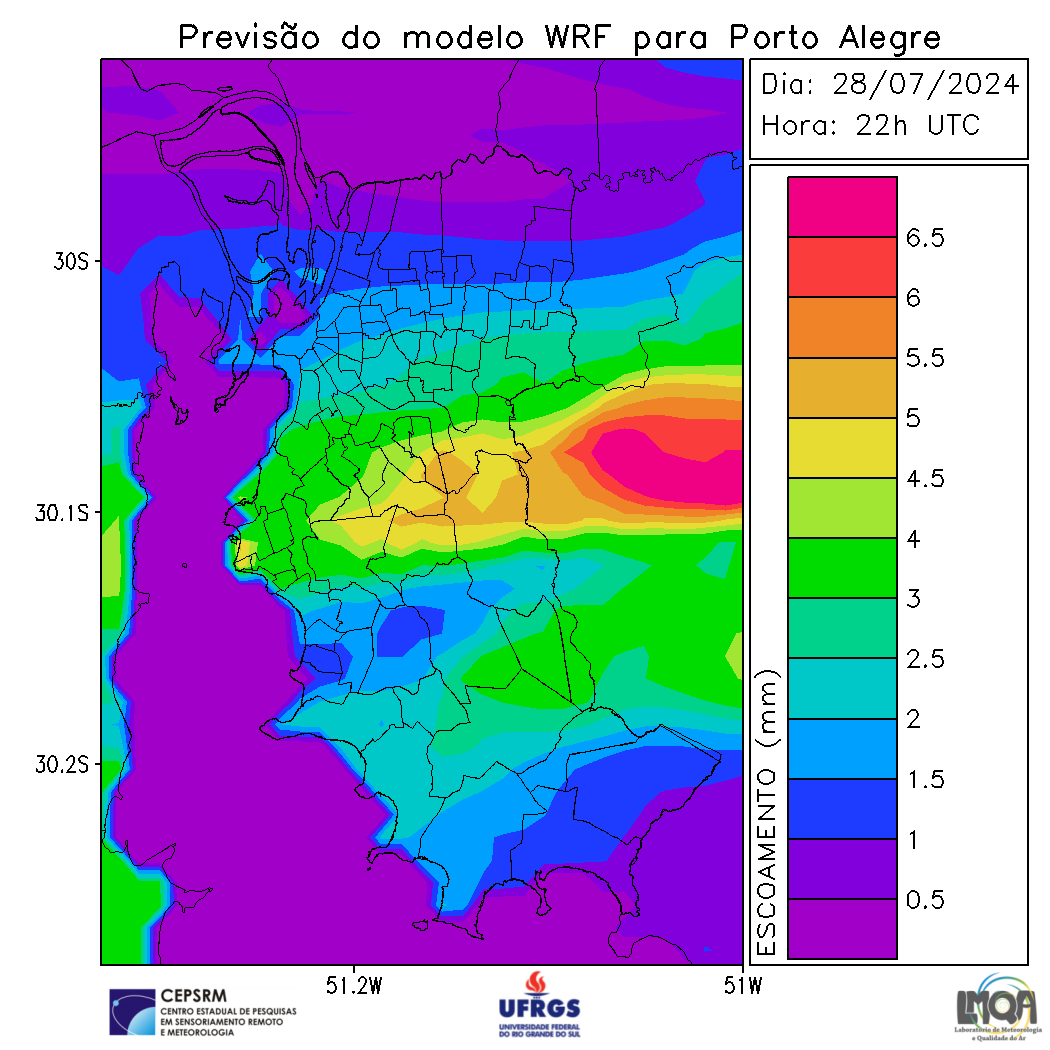 Previsão do modelo WRF para Porto Alegre
Dia: 28/07/2024
Hora: 22h UTC
30S
30.1S
30.2S
51.2W
51W
ESCOAMENTO (mm)
6.5
6
5.5
5
4.5
4
3
2.5
2
1.5
1
0.5
CEPSRM
CENTRO ESTADUAL DE PESQUISAS
EM SENSORIAMENTO REMOTO
E METEOROLOGIA
UFRGS
UNIVERSIDADE FEDERAL
DO RIO GRANDE DO SUL
LMQA
Laboratório de Meteorologia
e Qualidade do Ar